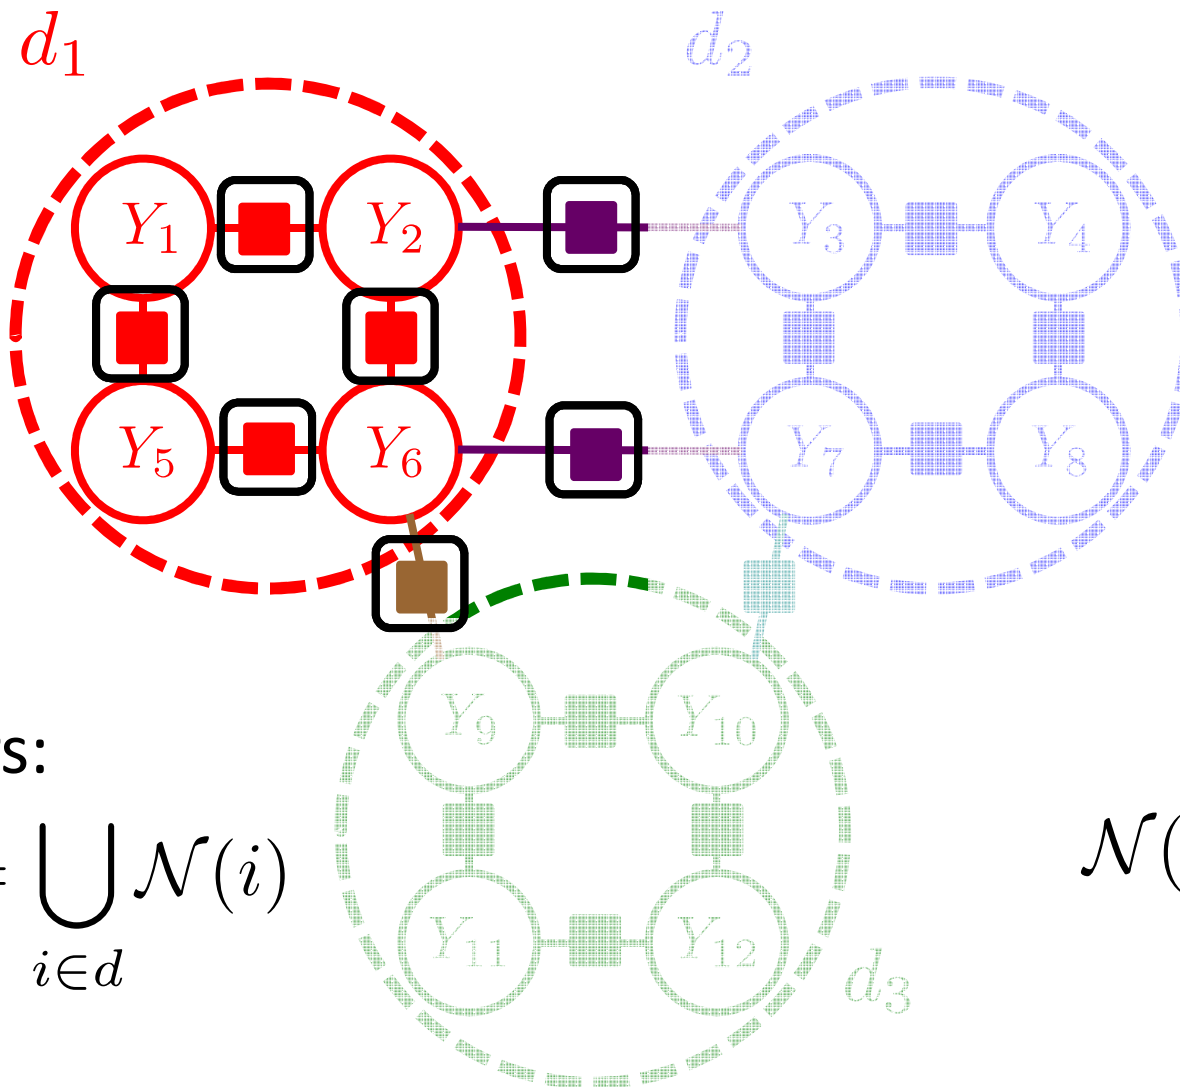 d₁ d₂
Y₁ Y₂ Y₃ Y₄
Y₅ Y₆ Y₇ Y₈
Y₉ Y₁₀
s:
= ⋃ 𝒩(i) 𝒩(
i∈d
Y₁₁ Y₁₂
d₃